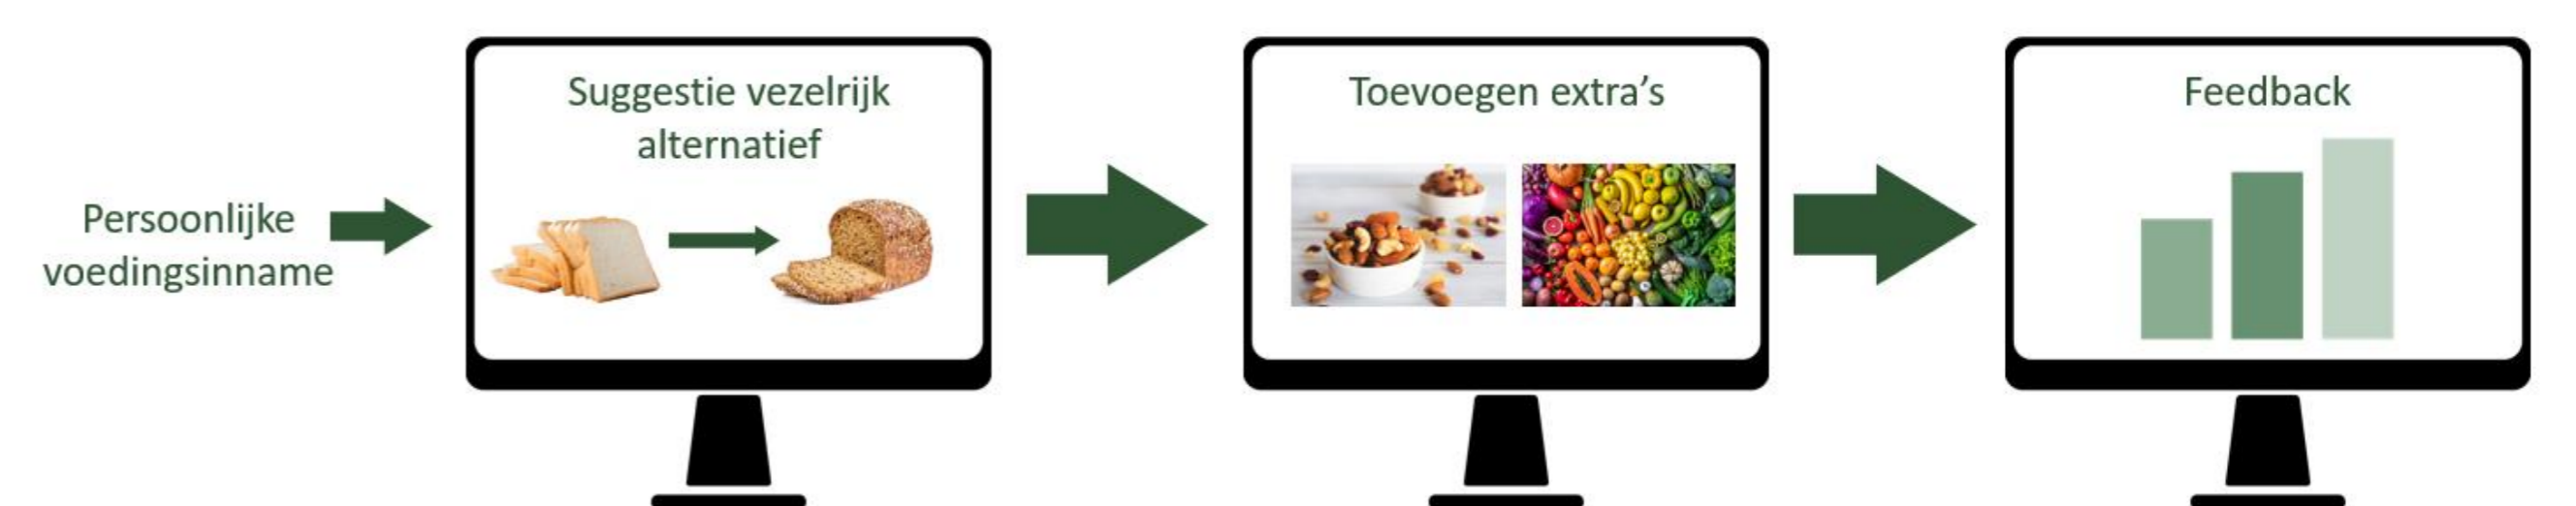 Persoonlijke
voedingsinname
Suggestie vezelrijk
alternatief
Toevoegen extra's
Feedback